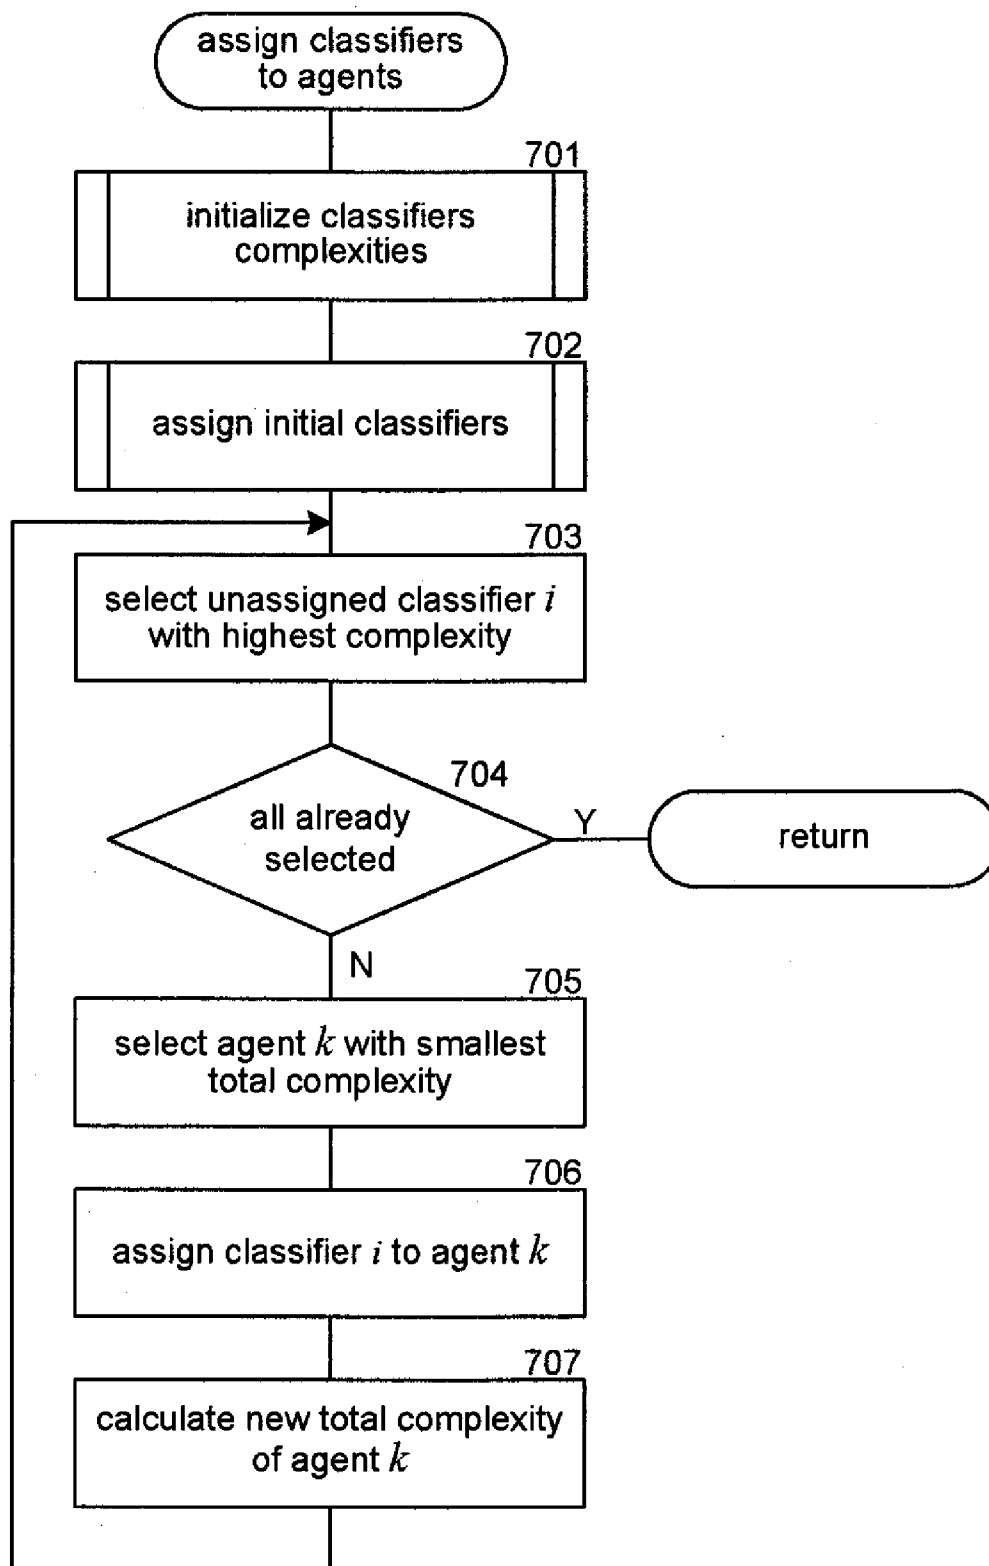 assign classifiers
to agents
701
initialize classifiers
complexities
702
assign initial classifiers
703
select unassigned classifier i
with highest complexity
704
all already
selected
Y
return
N
705
select agent k with smallest
total complexity
706
assign classifier i to agent k
707
calculate new total complexity
of agent k